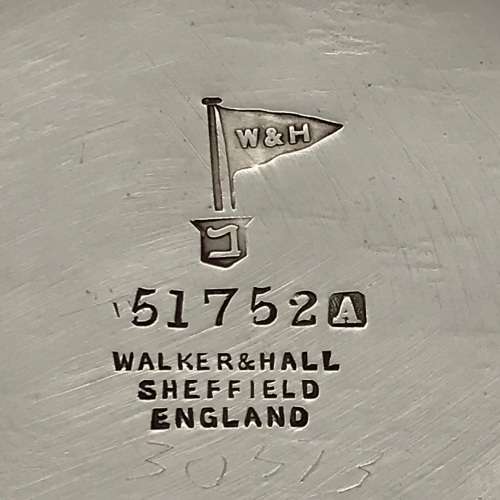 W&H
51752 A
WALKER&HALL
SHEFFIELD
ENGLAND